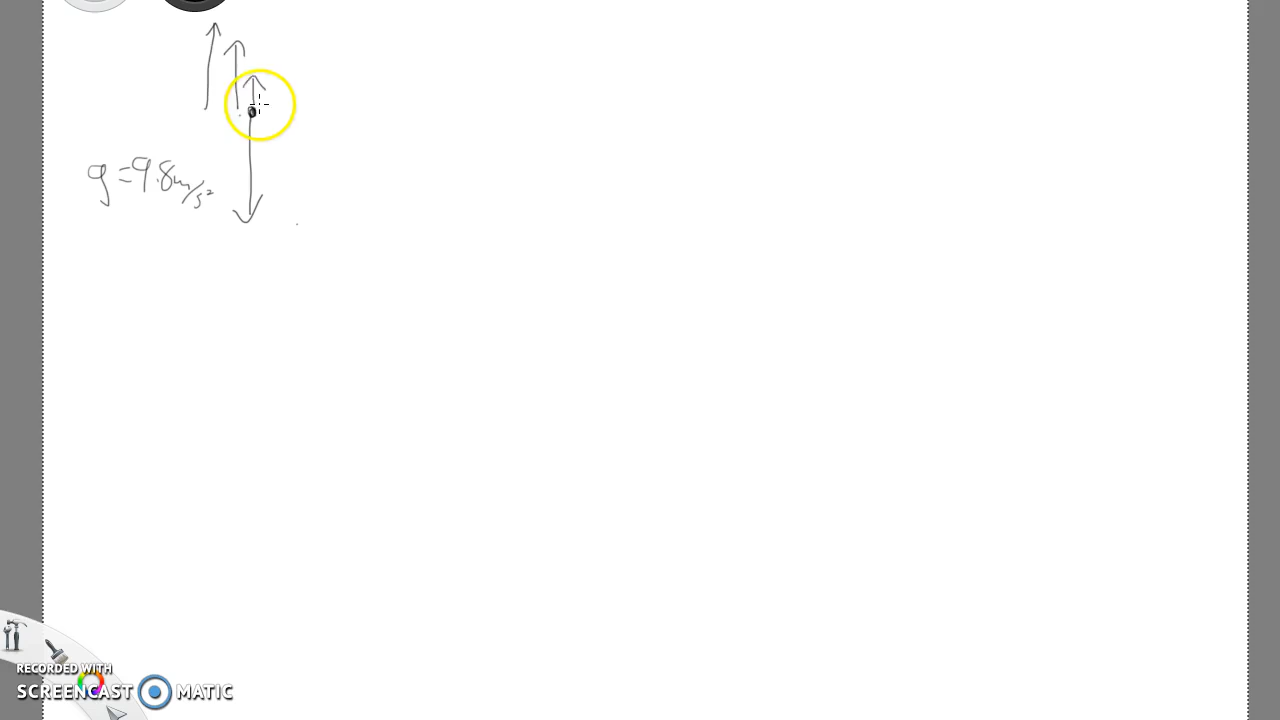 g = 9.8 m/s²
RECORDED WITH
SCREENCAST MATIC